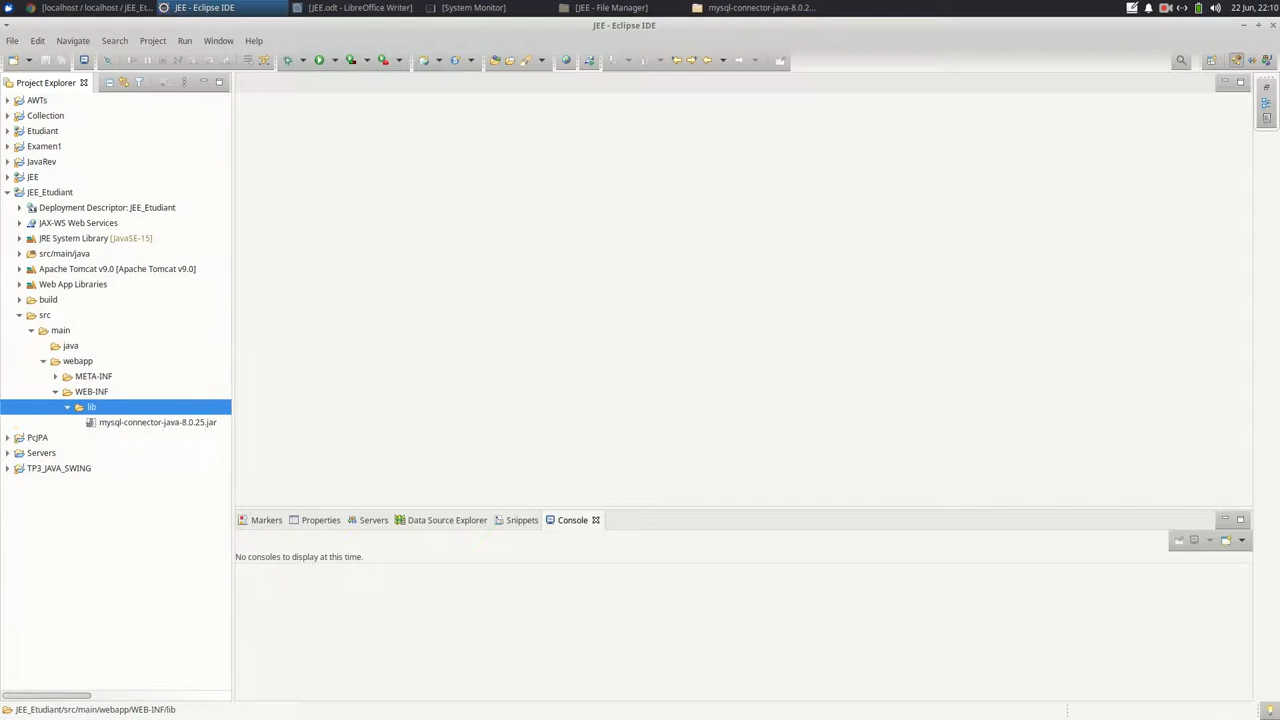 [localhost / localhost / JEE_Et...
JEE - Eclipse IDE
[JEE.odt - LibreOffice Writer]
[System Monitor]
[JEE - File Manager]
mysql-connector-java-8.0.2...
22 Jun, 22:10
JEE - Eclipse IDE
File Edit Navigate Search Project Run Window Help
Project Explorer
AWTs
Collection
Etudiant
Examen1
JavaRev
JEE
JEE_Etudiant
Deployment Descriptor: JEE_Etudiant
JAX-WS Web Services
JRE System Library [JavaSE-15]
src/main/java
Apache Tomcat v9.0 [Apache Tomcat v9.0]
Web App Libraries
build
src
main
java
webapp
META-INF
WEB-INF
lib
mysql-connector-java-8.0.25.jar
PcJPA
Servers
TP3_JAVA_SWING
Markers Properties Servers Data Source Explorer Snippets Console
No consoles to display at this time.
JEE_Etudiant/src/main/webapp/WEB-INF/lib